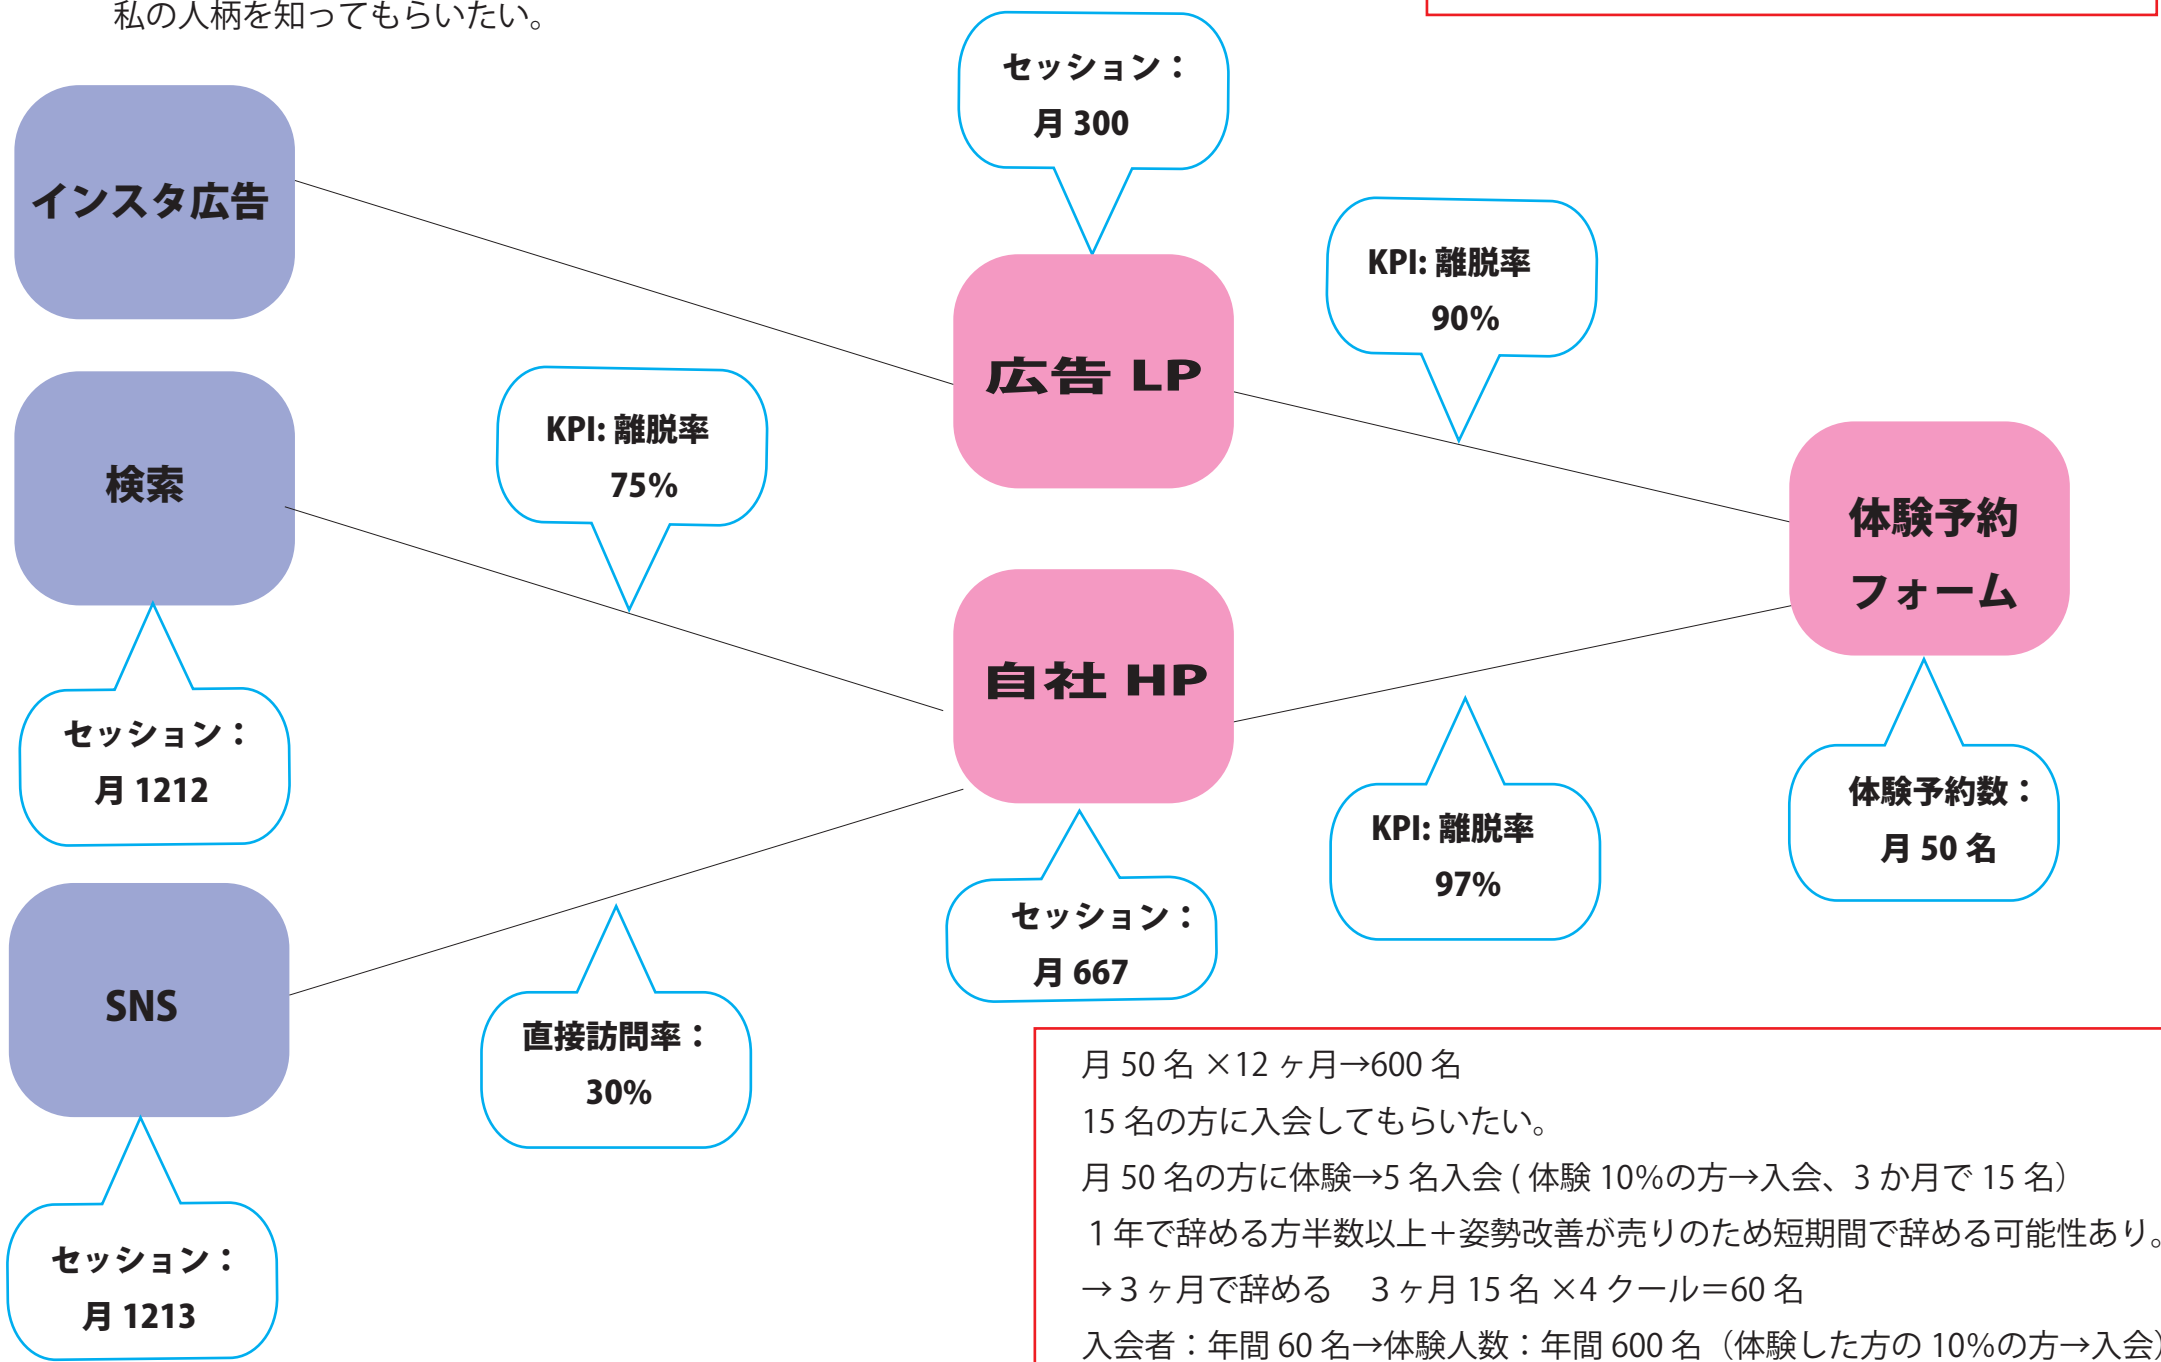 私の人柄を知ってもらいたい。
セッション：
月 300
インスタ広告
KPI: 離脱率
90%
広告 LP
KPI: 離脱率
75%
検索
体験予約
フォーム
自社 HP
セッション：
月 1212
体験予約数：
月 50 名
KPI: 離脱率
97%
セッション：
月 667
SNS
直接訪問率：
30%
月 50 名 ×12 ヶ月→600 名
15 名の方に入会してもらいたい。
月 50 名の方に体験→5 名入会 ( 体験 10%の方→入会、3 か月で 15 名）
１年で辞める方半数以上＋姿勢改善が売りのため短期間で辞める可能性あり。
→３ヶ月で辞める　３ヶ月 15 名 ×4 クール＝60 名
入会者：年間 60 名→体験人数：年間 600 名（体験した方の 10%の方→入会）
セッション：
月 1213